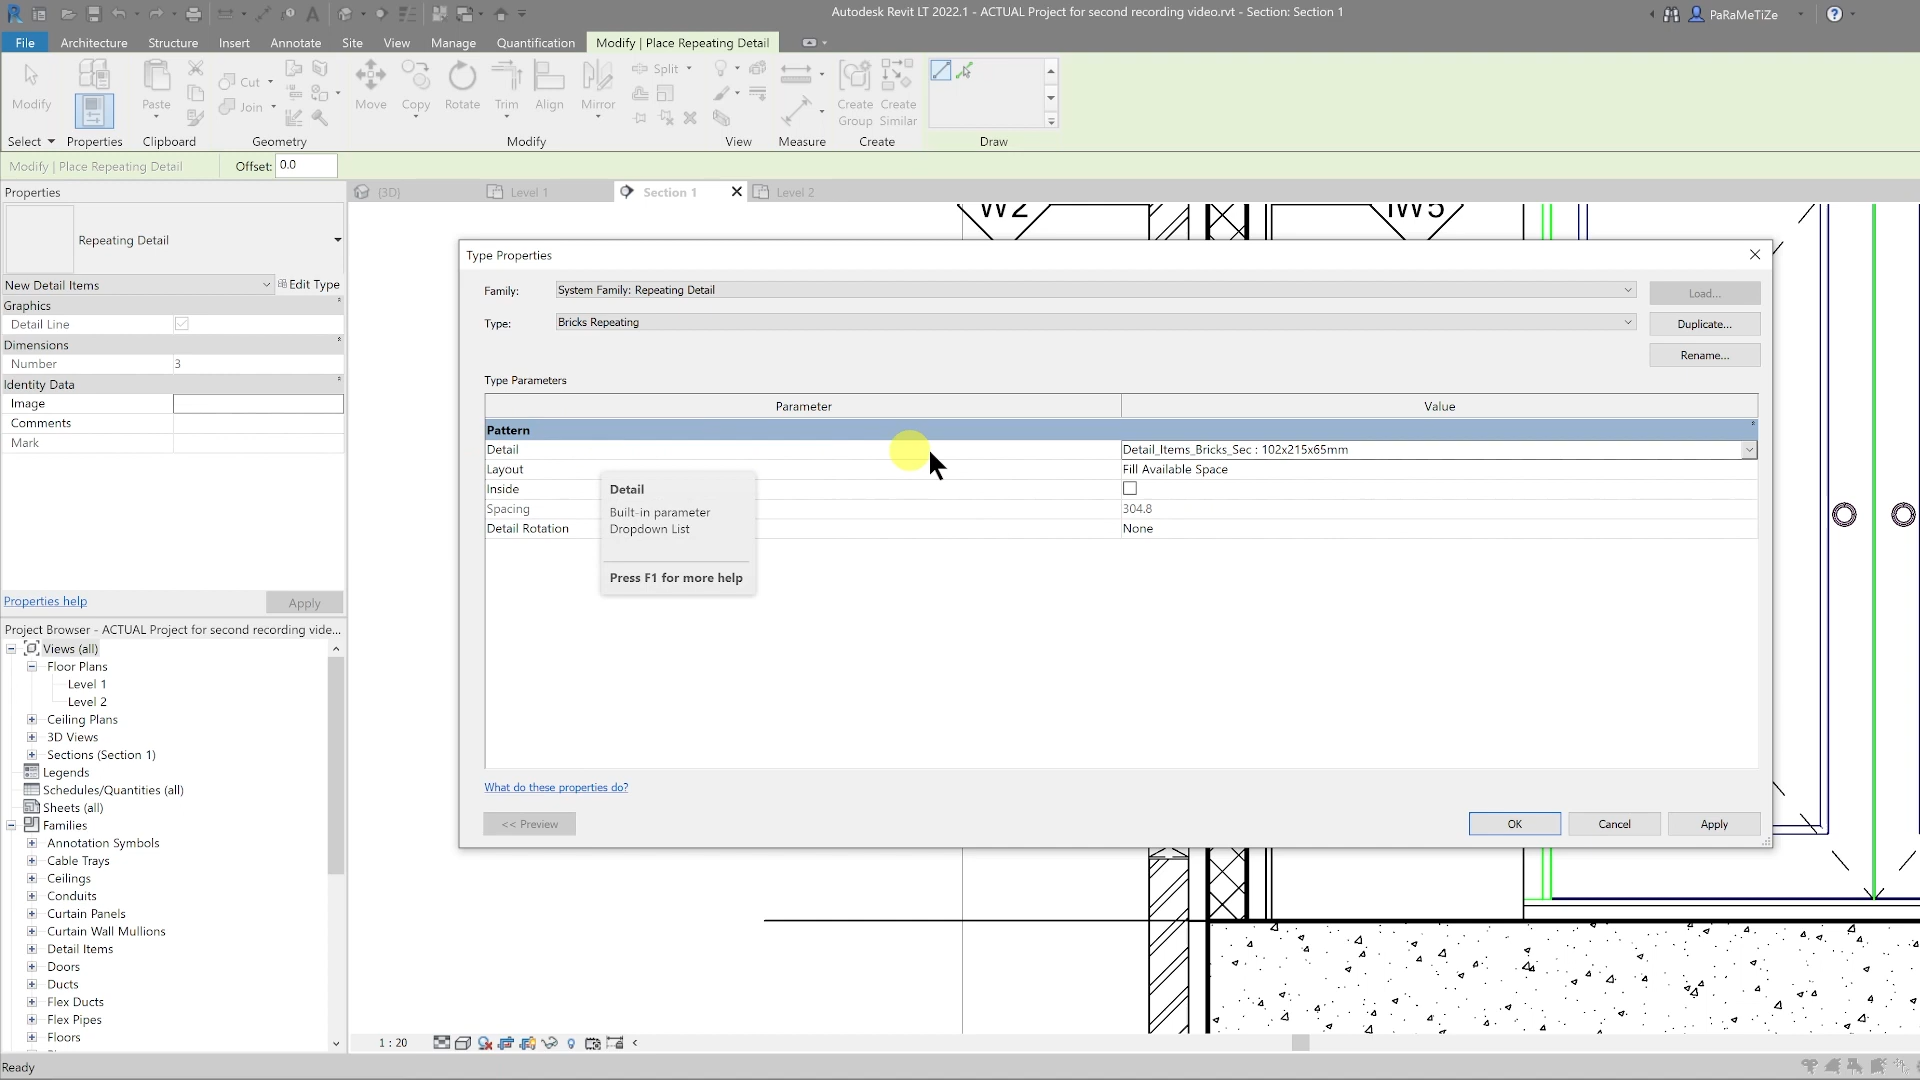 Autodesk Revit LT 2022.1 - ACTUAL Project for second recording video.rvt - Section: Section 1
PaRaMeTiZe
File Architecture Structure Insert Annotate Site View Manage Quantification Modify | Place Repeating Detail
Modify Paste Cut Join Move Copy Rotate Trim Align Mirror Split Create Group Create Similar
Select Properties Clipboard Geometry Modify View Measure Create Draw
Modify | Place Repeating Detail Offset: 0.0
Properties
{3D} Level 1 Section 1 Level 2
Repeating Detail
New Detail Items Edit Type
Graphics
Detail Line
Dimensions
Number 3
Identity Data
Image
Comments
Mark
Properties help Apply
Project Browser - ACTUAL Project for second recording vide...
Views (all)
Floor Plans
Level 1
Level 2
Ceiling Plans
3D Views
Sections (Section 1)
Legends
Schedules/Quantities (all)
Sheets (all)
Families
Annotation Symbols
Cable Trays
Ceilings
Conduits
Curtain Panels
Curtain Wall Mullions
Detail Items
Doors
Ducts
Flex Ducts
Flex Pipes
Floors
W2 IW5
Type Properties
Family: System Family: Repeating Detail Load...
Type: Bricks Repeating Duplicate...
Rename...
Type Parameters
Parameter Value
Pattern
Detail Detail_Items_Bricks_Sec : 102x215x65mm
Layout Fill Available Space
Inside
Spacing 304.8
Detail Rotation None
Detail
Built-in parameter
Dropdown List
Press F1 for more help
What do these properties do?
<< Preview OK Cancel Apply
1 : 20
Ready